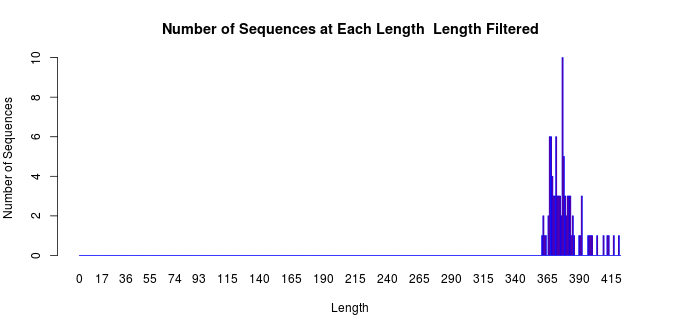 Number of Sequences at Each Length  Length Filtered
Number of Sequences
10
8
6
4
2
0
0 17 36 55 74 93 115 140 165 190 215 240 265 290 315 340 365 390 415
Length